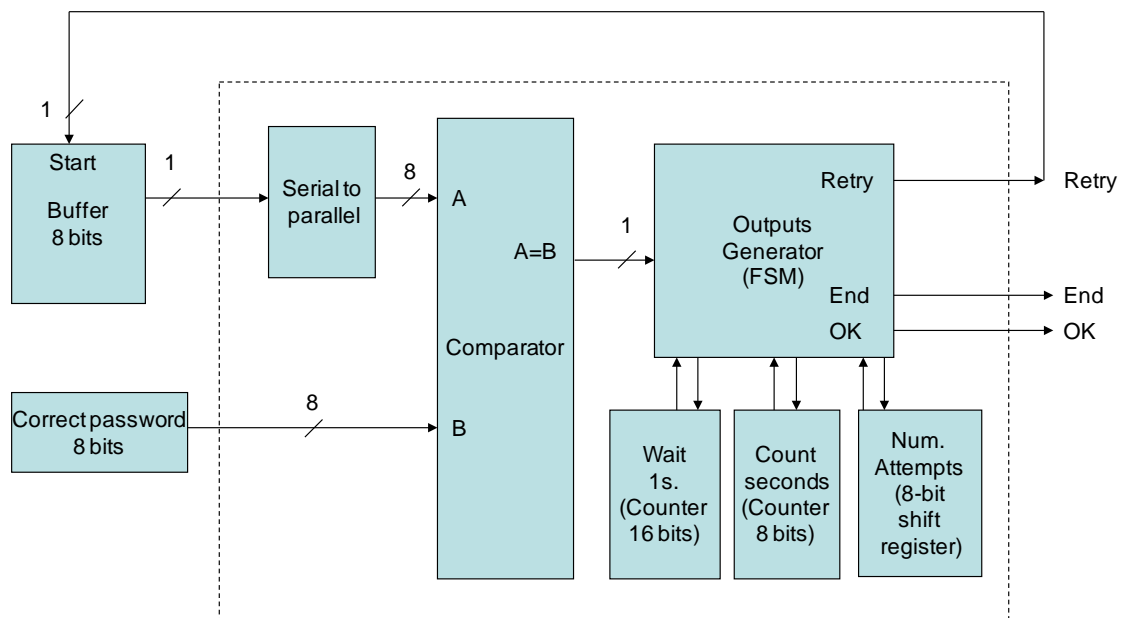 1
Start
Buffer
8 bits
1
Serial to
parallel
8
A
A=B
Comparator
B
1
Retry
Outputs
Generator
(FSM)
End
OK
Retry
End
OK
Correct password
8 bits
8
Wait
1s.
(Counter
16 bits)
Count
seconds
(Counter
8 bits)
Num.
Attempts
(8-bit
shift
register)